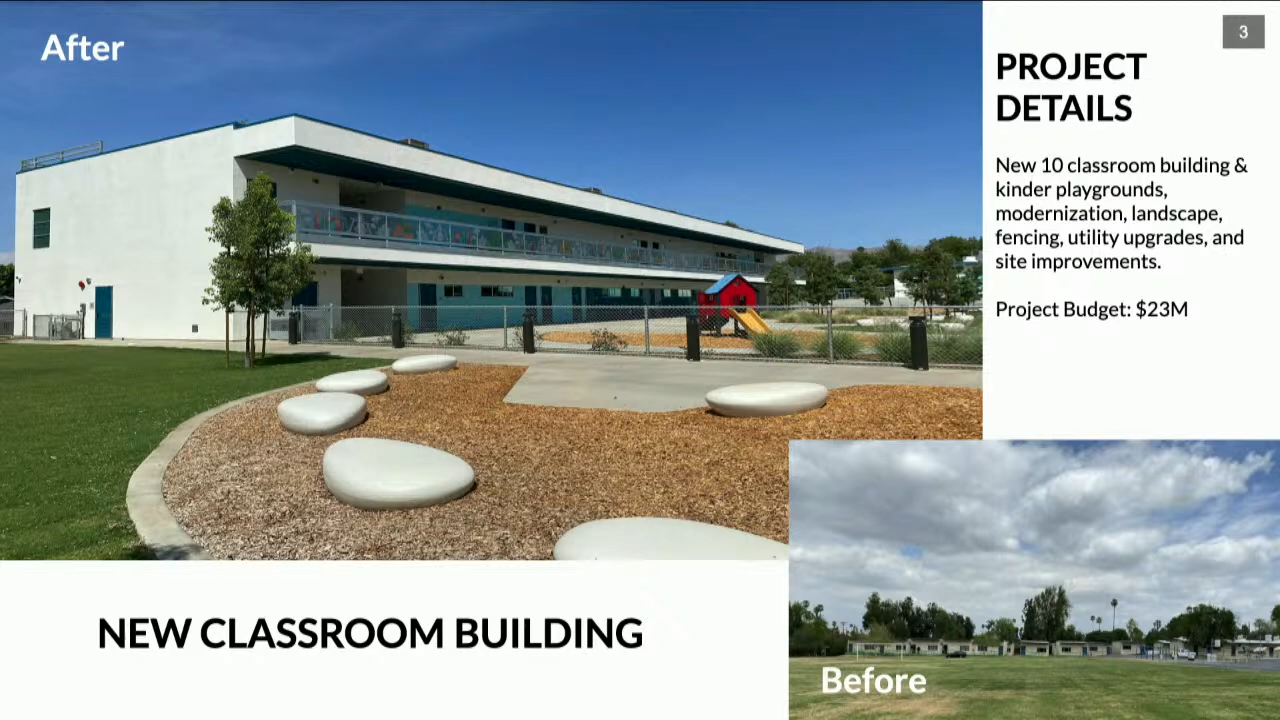 After
3
PROJECT
DETAILS
New 10 classroom building &
kinder playgrounds,
modernization, landscape,
fencing, utility upgrades, and
site improvements.
Project Budget: $23M
NEW CLASSROOM BUILDING
Before